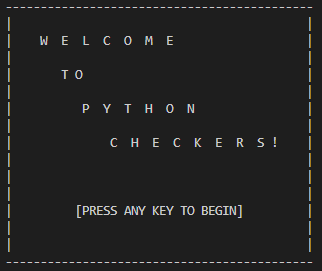 W E L C O M E
T O
P Y T H O N
C H E C K E R S !
[PRESS ANY KEY TO BEGIN]